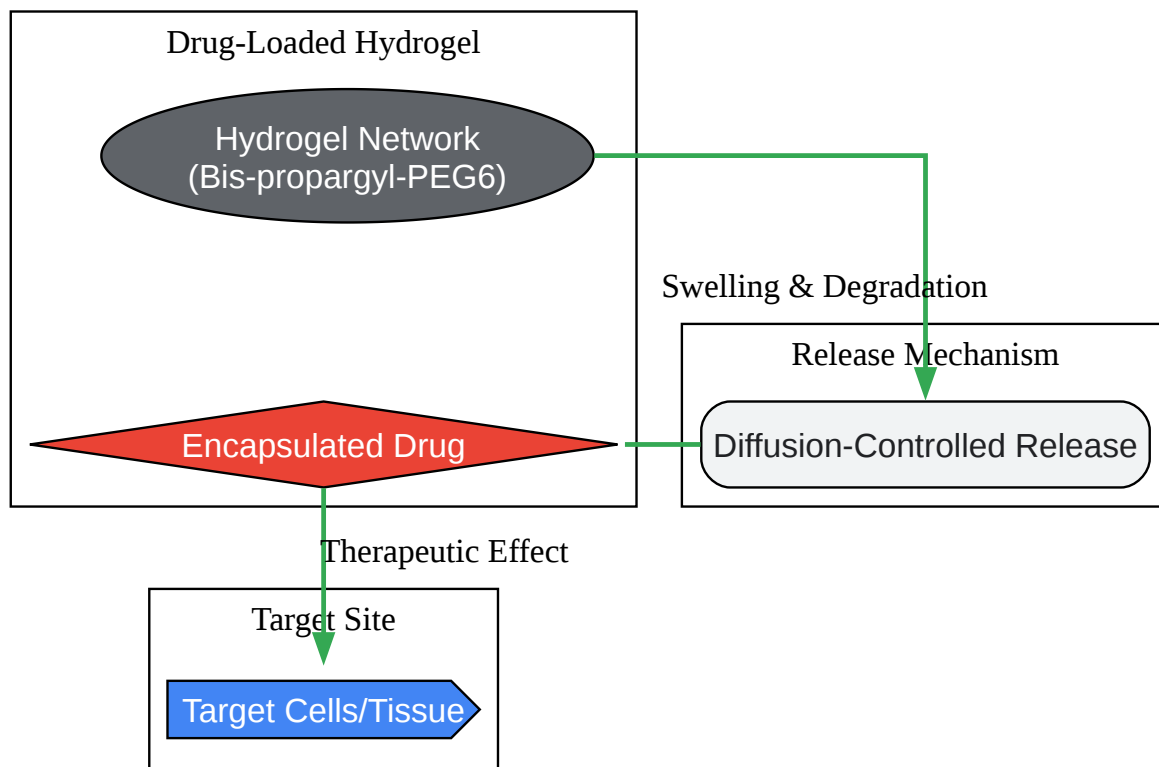 Drug-Loaded Hydrogel
Hydrogel Network
(Bis-propargyl-PEG6)
Swelling & Degradation
Release Mechanism
Encapsulated Drug
Diffusion-Controlled Release
Therapeutic Effect
Target Site
Target Cells/Tissue